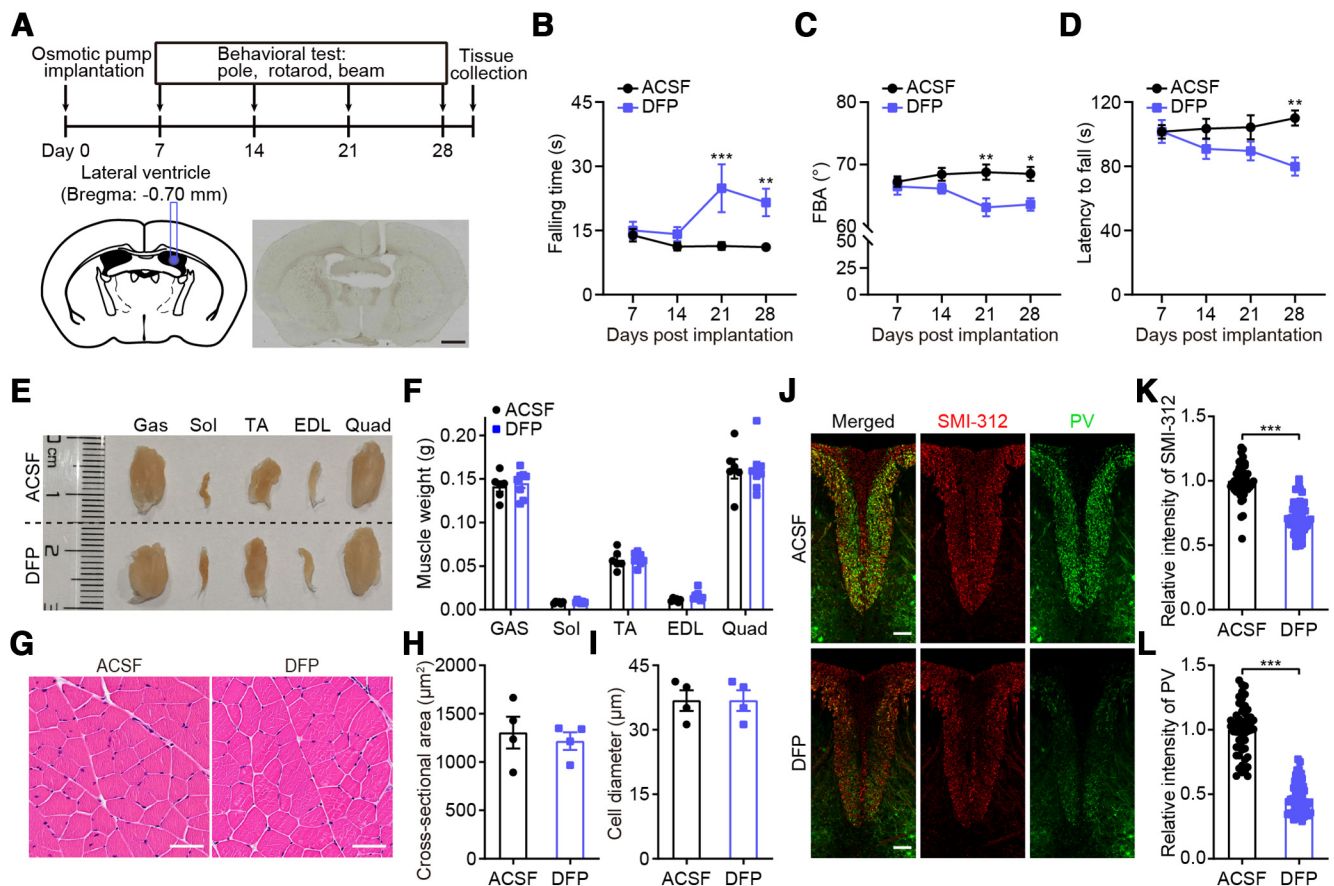 A
Osmotic pump
implantation
Behavioral test:
pole, rotarod, beam
Tissue
collection
Day 0
7
14
21
28
Lateral ventricle
(Bregma: -0.70 mm)
B
ACSF
DFP
45
30
15
0
Falling time (s)
***
**
7 14 21 28
Days post implantation
C
ACSF
DFP
80
70
60
50
25
0
FBA (°)
**
*
7 14 21 28
Days post implantation
D
ACSF
DFP
120
80
40
0
Latency to fall (s)
**
7 14 21 28
Days post implantation
E
Gas Sol TA EDL Quad
ACSF
DFP
0
cm
1
2
F
ACSF
DFP
0.20
0.15
0.10
0.05
0.00
Muscle weight (g)
GAS Sol TA EDL Quad
G
ACSF DFP
H
2000
1500
1000
500
0
Cross-sectional area (μm²)
ACSF DFP
I
45
30
15
0
Cell diameter (μm)
ACSF DFP
J
Merged SMI-312 PV
ACSF
DFP
K
1.5
1.0
0.5
0.0
Relative intensity of SMI-312
***
ACSF DFP
L
1.5
1.0
0.5
0.0
Relative intensity of PV
***
ACSF DFP